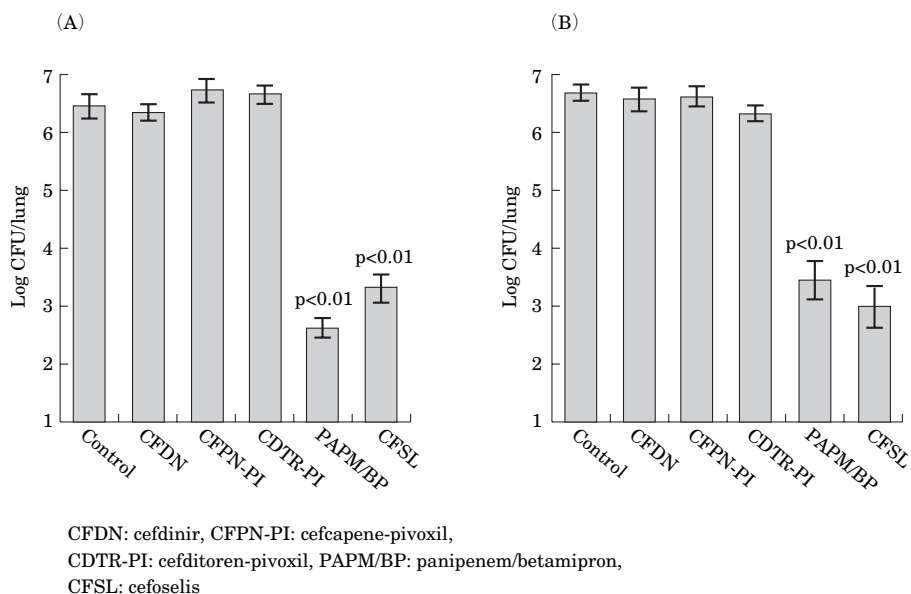 (A)
7
6
5
4
3
2
1
Log CFU/lung
p<0.01
p<0.01
Control
CFDN
CFPN-PI
CDTR-PI
PAPM/BP
CFSL
(B)
7
6
5
4
3
2
1
Log CFU/lung
p<0.01
p<0.01
Control
CFDN
CFPN-PI
CDTR-PI
PAPM/BP
CFSL
CFDN: cefdinir, CFPN-PI: cefcapene-pivoxil,
CDTR-PI: cefditoren-pivoxil, PAPM/BP: panipenem/betamipron,
CFSL: cefoselis